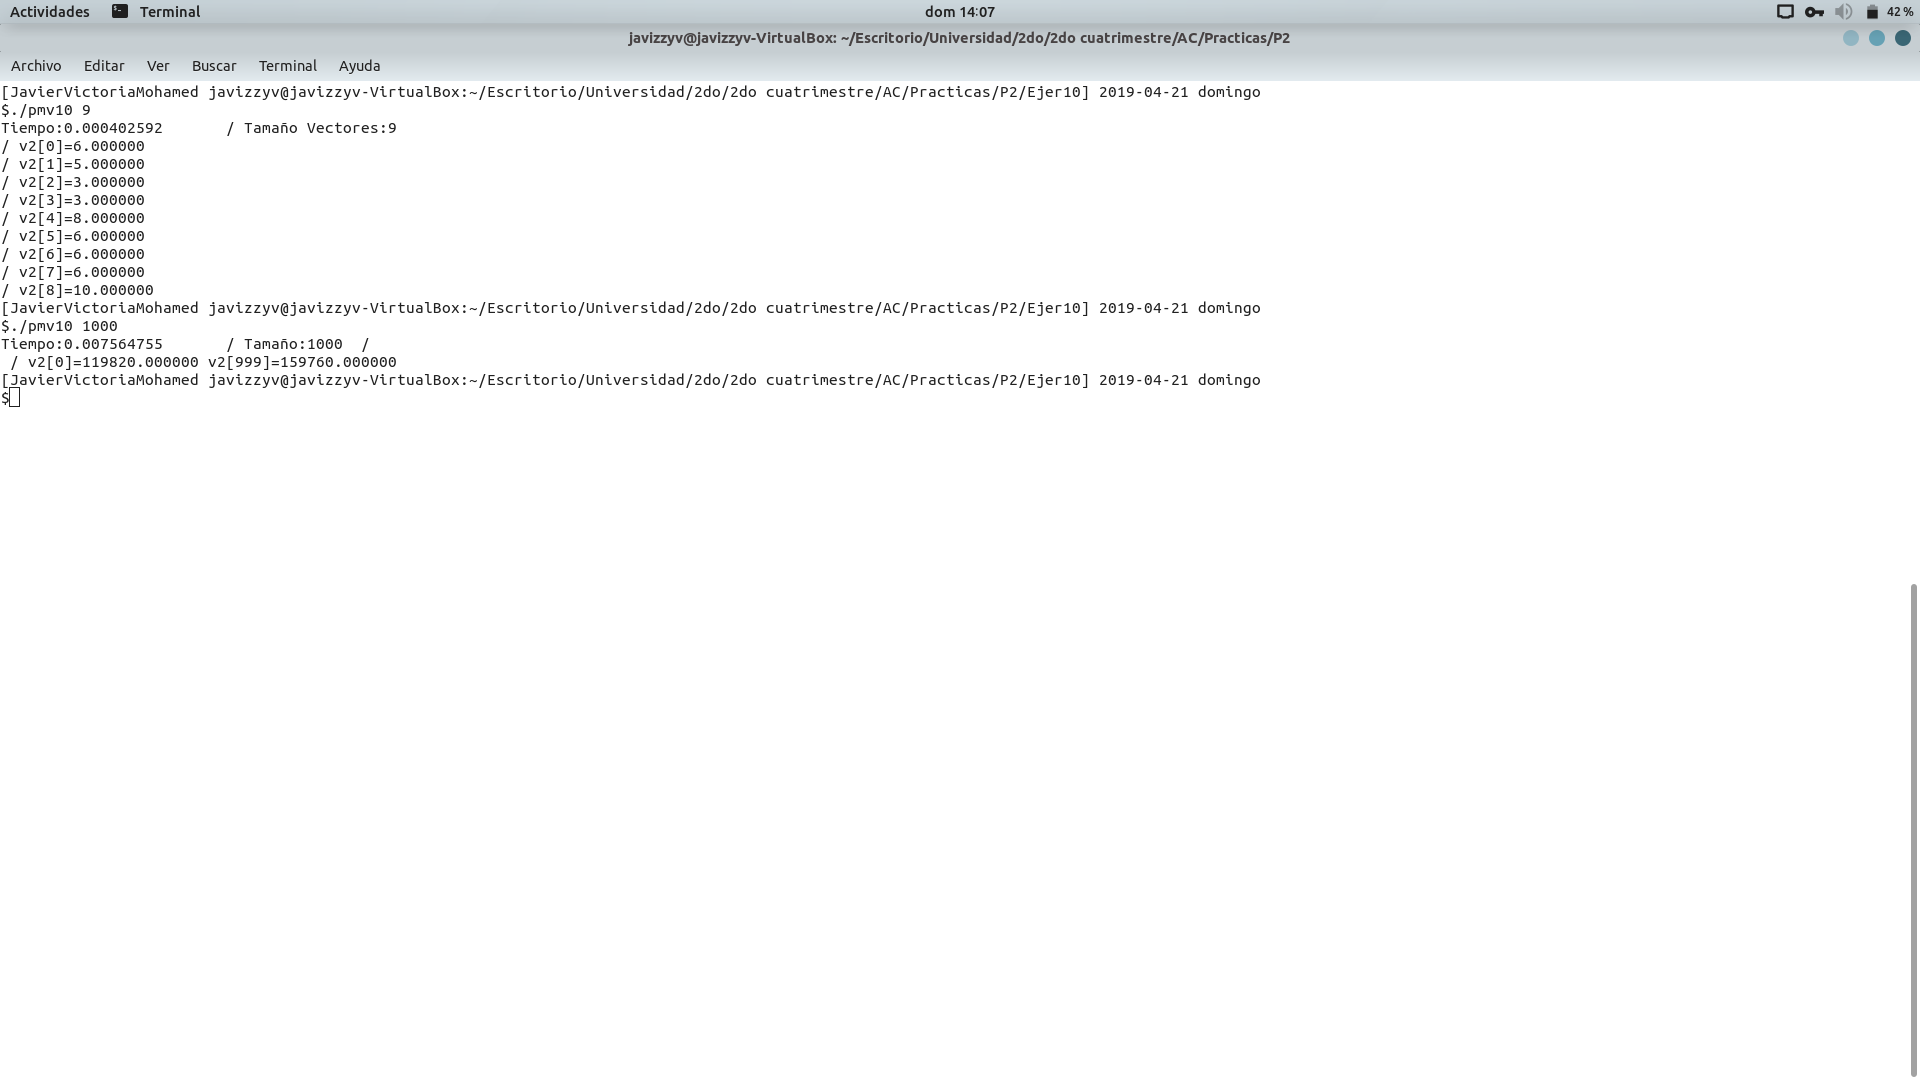 Actividades Terminal dom 14:07 42 %
javizzyv@javizzyv-VirtualBox: ~/Escritorio/Universidad/2do/2do cuatrimestre/AC/Practicas/P2
Archivo Editar Ver Buscar Terminal Ayuda
[JavierVictoriaMohamed javizzyv@javizzyv-VirtualBox:~/Escritorio/Universidad/2do/2do cuatrimestre/AC/Practicas/P2/Ejer10] 2019-04-21 domingo
$./pmv10 9
Tiempo:0.000402592 / Tamaño Vectores:9
/ v2[0]=6.000000
/ v2[1]=5.000000
/ v2[2]=3.000000
/ v2[3]=3.000000
/ v2[4]=8.000000
/ v2[5]=6.000000
/ v2[6]=6.000000
/ v2[7]=6.000000
/ v2[8]=10.000000
[JavierVictoriaMohamed javizzyv@javizzyv-VirtualBox:~/Escritorio/Universidad/2do/2do cuatrimestre/AC/Practicas/P2/Ejer10] 2019-04-21 domingo
$./pmv10 1000
Tiempo:0.007564755 / Tamaño:1000 /
/ v2[0]=119820.000000 v2[999]=159760.000000
[JavierVictoriaMohamed javizzyv@javizzyv-VirtualBox:~/Escritorio/Universidad/2do/2do cuatrimestre/AC/Practicas/P2/Ejer10] 2019-04-21 domingo
$